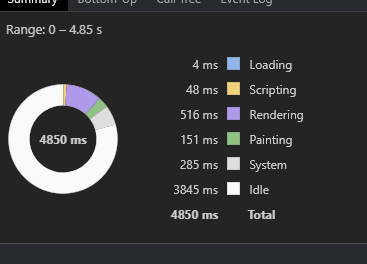 Summary Bottom-Up Call Tree Event Log
Range: 0 – 4.85 s
4 ms Loading
48 ms Scripting
516 ms Rendering
151 ms Painting
4850 ms
285 ms System
3845 ms Idle
4850 ms Total